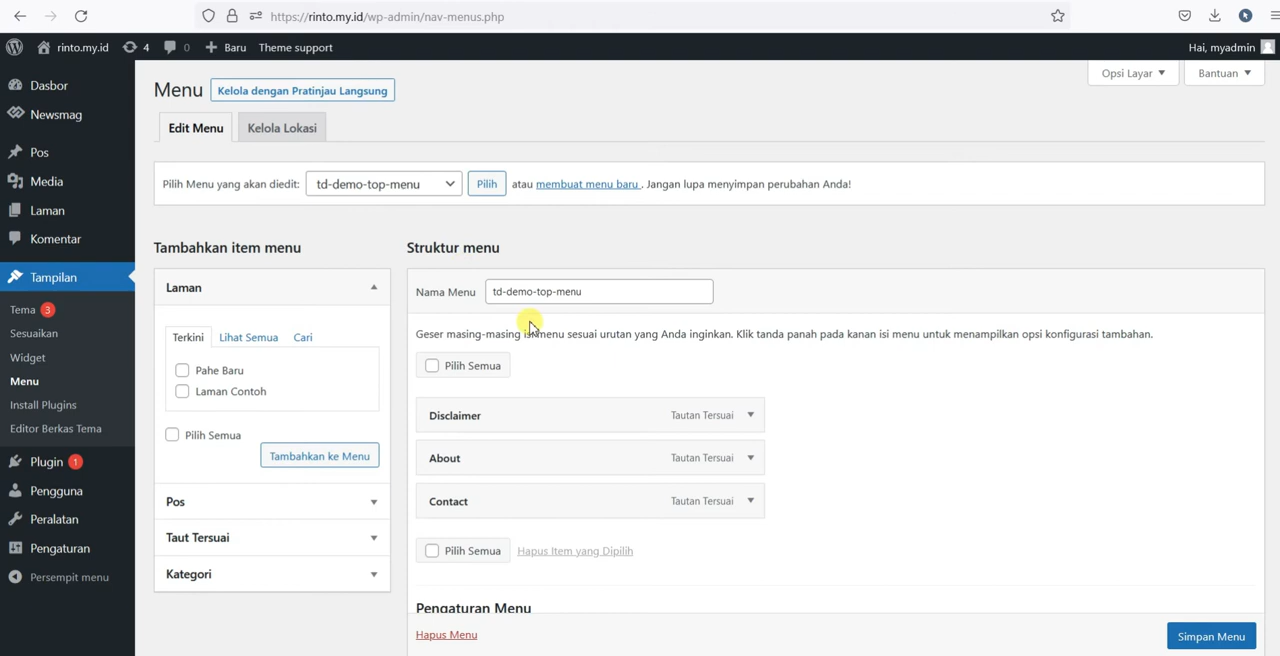 https://rinto.my.id/wp-admin/nav-menus.php
rinto.my.id 4 0 Baru Theme support Hai, myadmin
Opsi Layar Bantuan
Dasbor
Newsmag
Pos
Media
Laman
Komentar
Tampilan
Tema 3
Sesuaikan
Widget
Menu
Install Plugins
Editor Berkas Tema
Plugin 1
Pengguna
Peralatan
Pengaturan
Persempit menu
Menu Kelola dengan Pratinjau Langsung
Edit Menu Kelola Lokasi
Pilih Menu yang akan diedit: td-demo-top-menu Pilih atau membuat menu baru . Jangan lupa menyimpan perubahan Anda!
Tambahkan item menu
Laman
Terkini Lihat Semua Cari
Pahe Baru
Laman Contoh
Pilih Semua
Tambahkan ke Menu
Pos
Taut Tersuai
Kategori
Struktur menu
Nama Menu td-demo-top-menu
Geser masing-masing isi menu sesuai urutan yang Anda inginkan. Klik tanda panah pada kanan isi menu untuk menampilkan opsi konfigurasi tambahan.
Pilih Semua
Disclaimer Tautan Tersuai
About Tautan Tersuai
Contact Tautan Tersuai
Pilih Semua Hapus Item yang Dipilih
Pengaturan Menu
Hapus Menu Simpan Menu